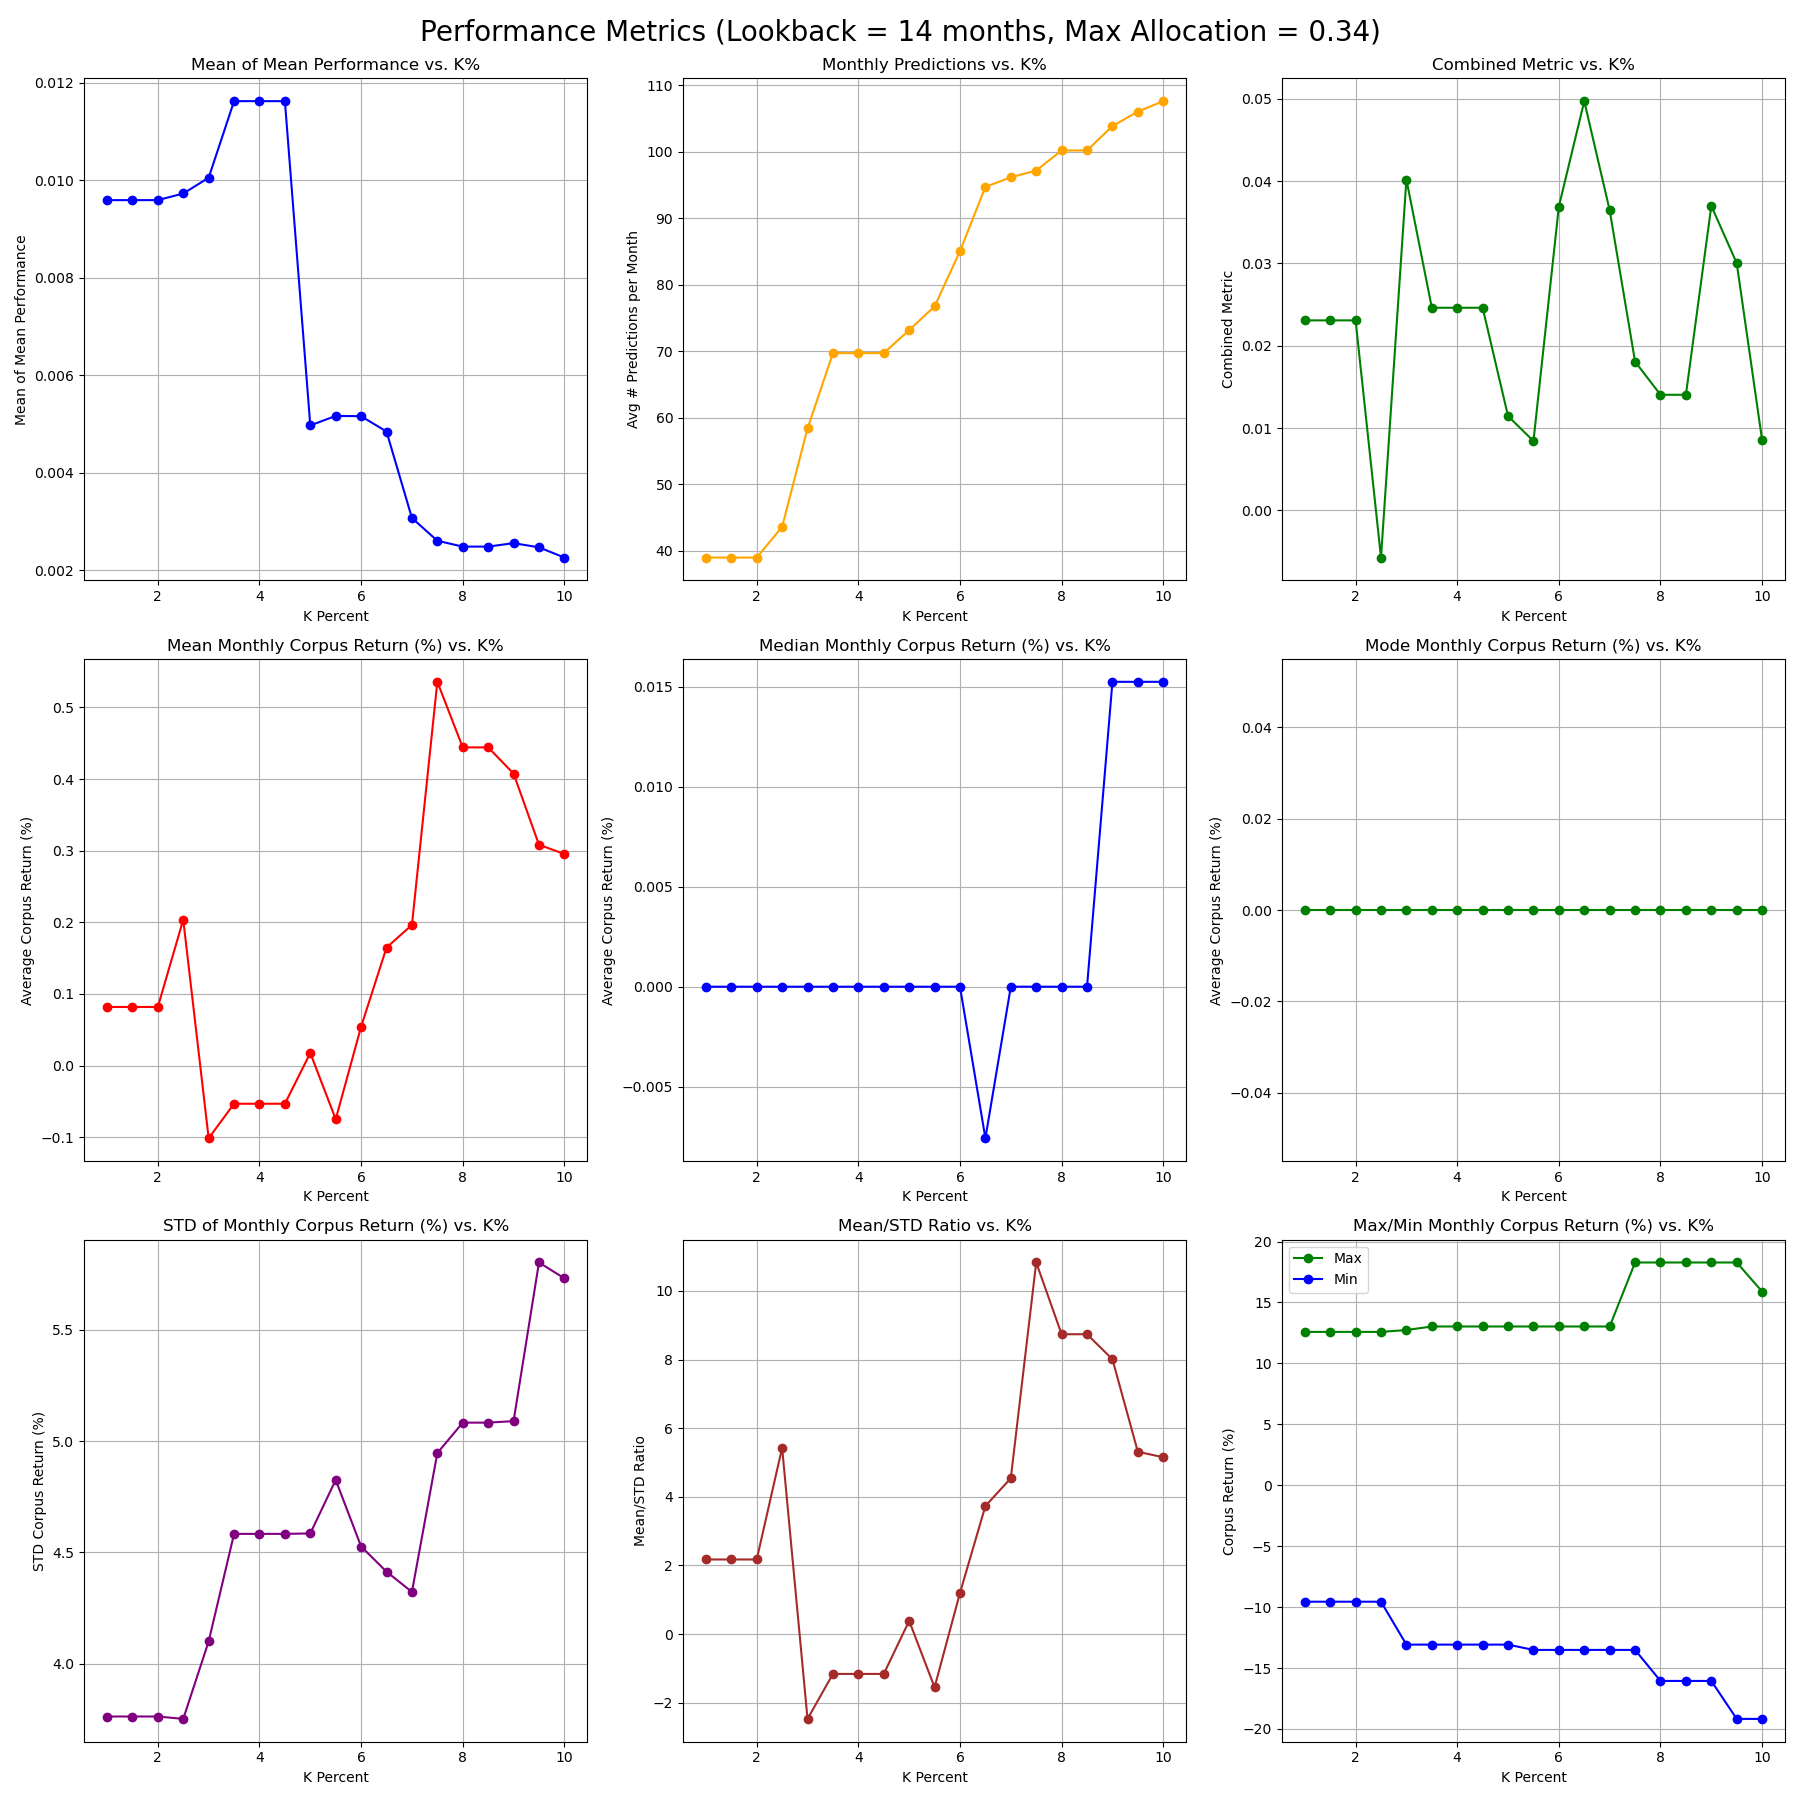 Performance Metrics (Lookback = 14 months, Max Allocation = 0.34)
Mean of Mean Performance vs. K%
Mean of Mean Performance
0.012
0.010
0.008
0.006
0.004
0.002
2 4 6 8 10
K Percent
Monthly Predictions vs. K%
Avg # Predictions per Month
110
100
90
80
70
60
50
40
2 4 6 8 10
K Percent
Combined Metric vs. K%
Combined Metric
0.05
0.04
0.03
0.02
0.01
0.00
2 4 6 8 10
K Percent
Mean Monthly Corpus Return (%) vs. K%
Average Corpus Return (%)
0.5
0.4
0.3
0.2
0.1
0.0
−0.1
2 4 6 8 10
K Percent
Median Monthly Corpus Return (%) vs. K%
Average Corpus Return (%)
0.015
0.010
0.005
0.000
−0.005
2 4 6 8 10
K Percent
Mode Monthly Corpus Return (%) vs. K%
Average Corpus Return (%)
0.04
0.02
0.00
−0.02
−0.04
2 4 6 8 10
K Percent
STD of Monthly Corpus Return (%) vs. K%
STD Corpus Return (%)
5.5
5.0
4.5
4.0
2 4 6 8 10
K Percent
Mean/STD Ratio vs. K%
Mean/STD Ratio
10
8
6
4
2
0
−2
2 4 6 8 10
K Percent
Max/Min Monthly Corpus Return (%) vs. K%
Corpus Return (%)
Max
Min
20
15
10
5
0
−5
−10
−15
−20
2 4 6 8 10
K Percent